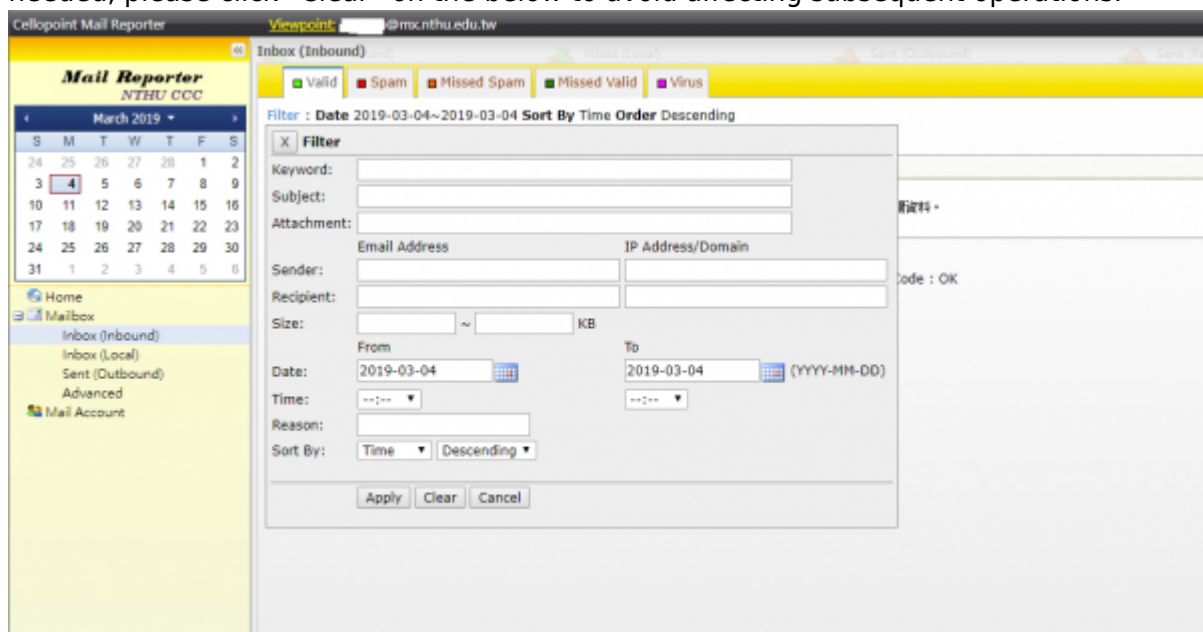 needed, please click "Clear" on the below to avoid affecting subsequent operations.
Cellopoint Mail Reporter
Viewpoint: @mx.nthu.edu.tw
Mail Reporter
NTHU CCC
March 2019
S M T W T F S
24 25 26 27 28 1 2
3 4 5 6 7 8 9
10 11 12 13 14 15 16
17 18 19 20 21 22 23
24 25 26 27 28 29 30
31 1 2 3 4 5 6
Home
Mailbox
Inbox (Inbound)
Inbox (Local)
Sent (Outbound)
Advanced
Mail Account
Inbox (Inbound)
Inbox (Local)
Sent (Outbound)
Valid Spam Missed Spam Missed Valid Virus
Filter : Date 2019-03-04~2019-03-04 Sort By Time Order Descending
X Filter
Keyword:
Subject:
Attachment:
Email Address IP Address/Domain
Sender:
Recipient:
Size: ~ KB
From To
Date: 2019-03-04 2019-03-04 (YYYY-MM-DD)
Time: --:-- --:--
Reason:
Sort By: Time Descending
Apply Clear Cancel
資料。
Code : OK